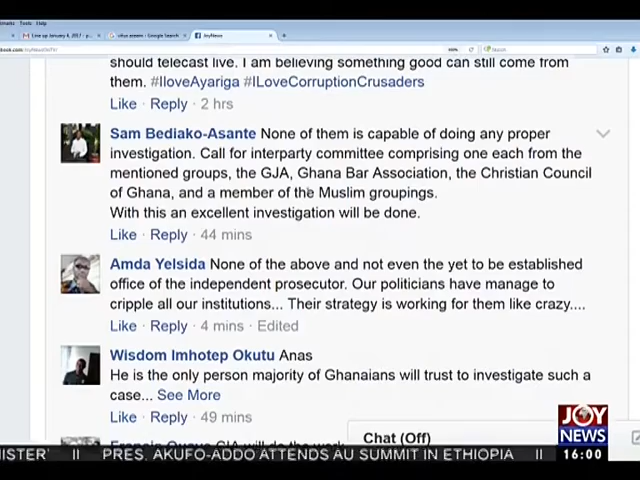 Tools Help
JoyNews
should telecast live. I am believing something good can still come from
them. #IloveAyariga #ILoveCorruptionCrusaders
Like · Reply · 2 hrs
Sam Bediako-Asante None of them is capable of doing any proper
investigation. Call for interparty committee comprising one each from the
mentioned groups, the GJA, Ghana Bar Association, the Christian Council
of Ghana, and a member of the Muslim groupings.
With this an excellent investigation will be done.
Like · Reply · 44 mins
Amda Yelsida None of the above and not even the yet to be established
office of the independent prosecutor. Our politicians have manage to
cripple all our institutions... Their strategy is working for them like crazy....
Like · Reply · 4 mins · Edited
Wisdom Imhotep Okutu Anas
He is the only person majority of Ghanaians will trust to investigate such a
case... See More
Like · Reply · 49 mins
Chat (Off)
JOY
NEWS
ISTER' II PRES. AKUFO-ADDO ATTENDS AU SUMMIT IN ETHIOPIA II
16:00